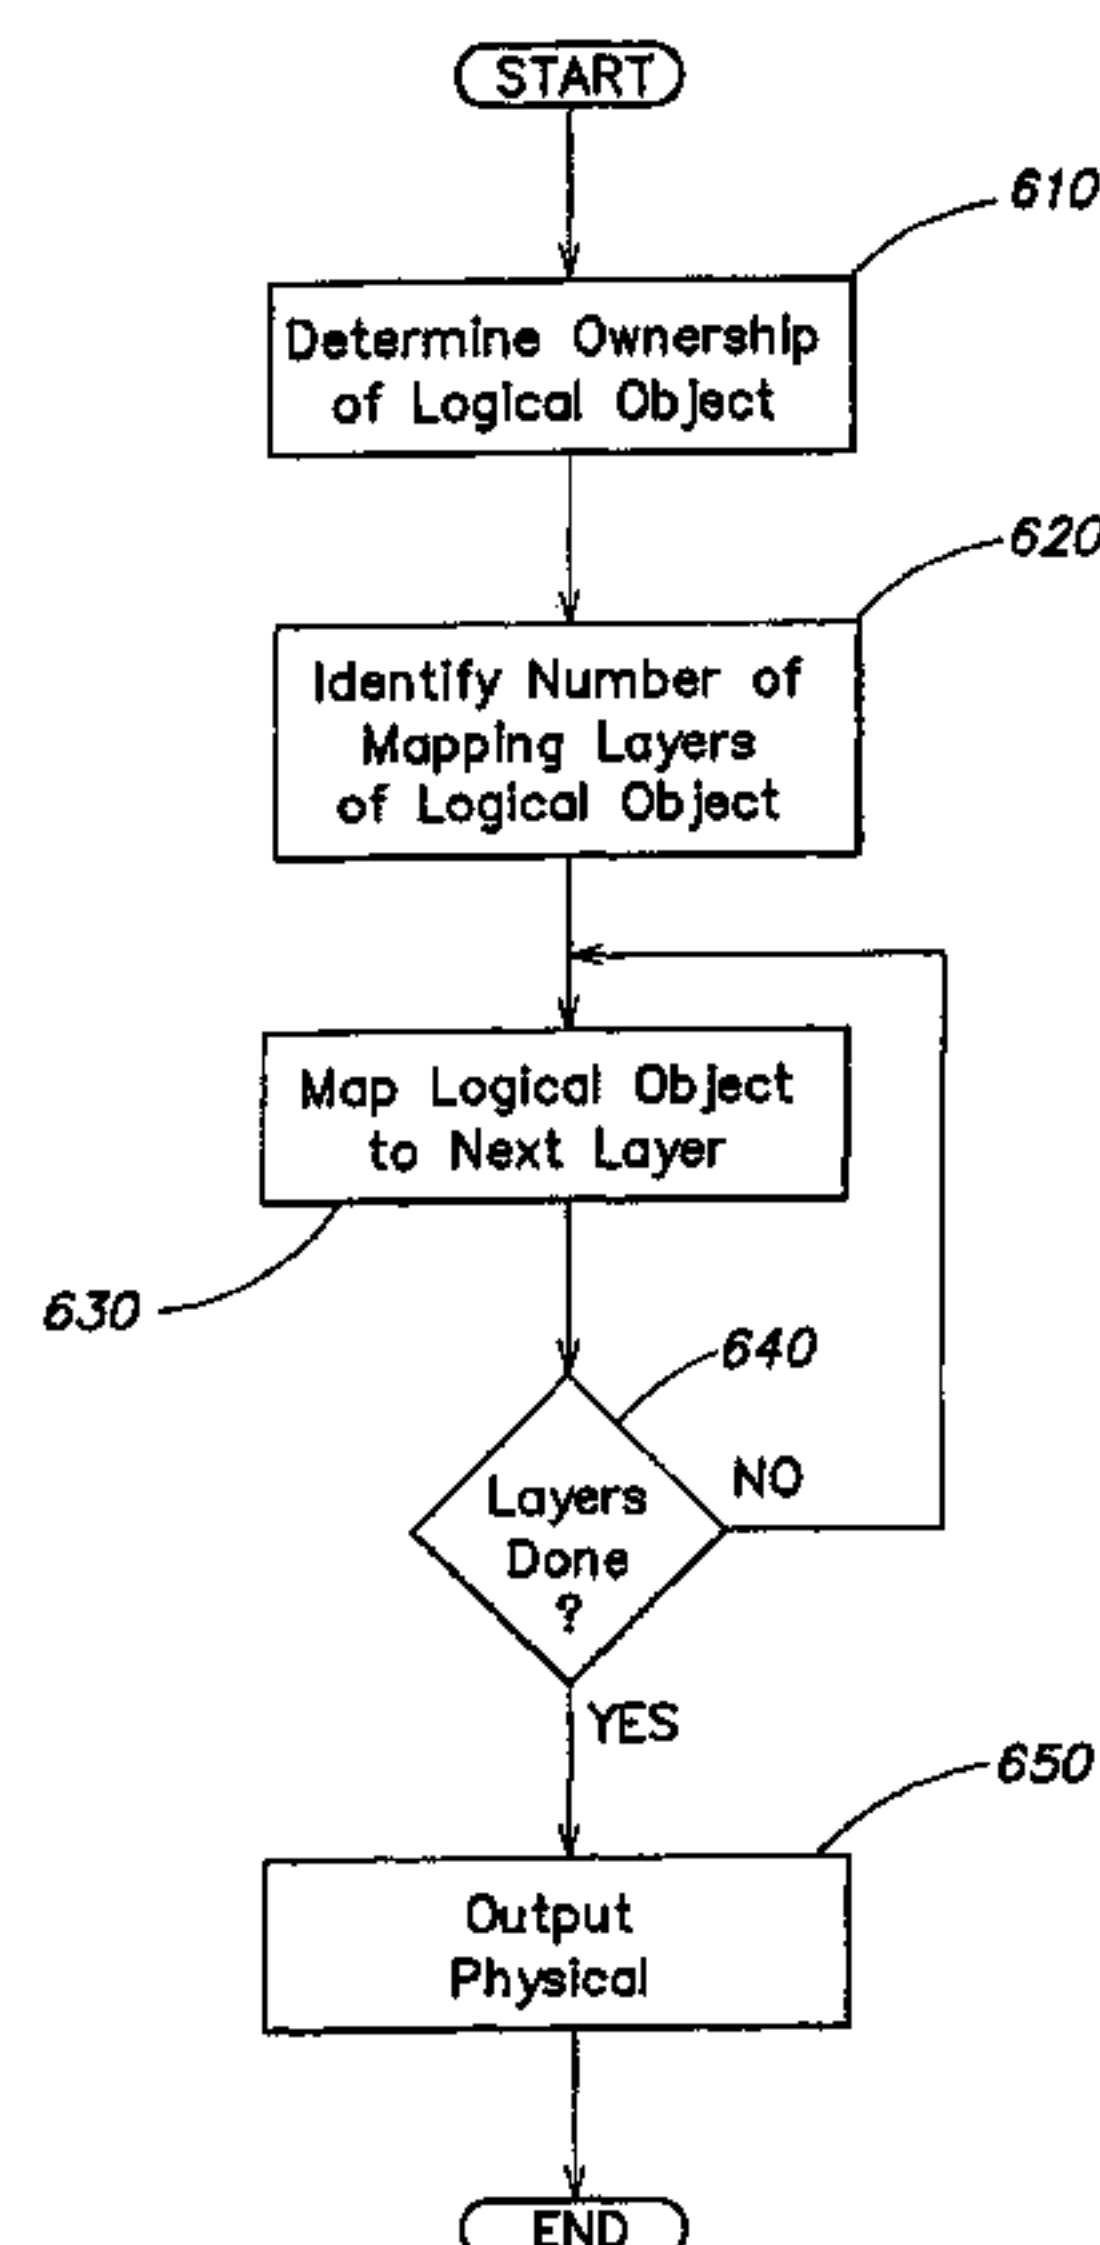 START
610
Determine Ownership
of Logical Object
620
Identify Number of
Mapping Layers
of Logical Object
Map Logical Object
to Next Layer
630
640
NO
Layers
Done
?
YES
650
Output
Physical
END